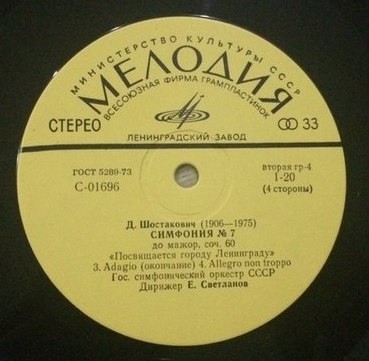 МИНИСТЕРСТВО КУЛЬТУРЫ СССР
МЕЛОДИЯ
ВСЕСОЮЗНАЯ ФИРМА ГРАМПЛАСТИНОК
СТЕРЕО
33
ЛЕНИНГРАДСКИЙ ЗАВОД
ГОСТ 5289-73
С-01696
вторая гр-4
1-20
(4 стороны)
Д. Шостакович (1906—1975)
СИМФОНИЯ № 7
до мажор, соч. 60
«Посвящается городу Ленинграду»
3. Adagio (окончание) 4. Allegro non troppo
Гос. симфонический оркестр СССР
Дирижер Е. Светланов